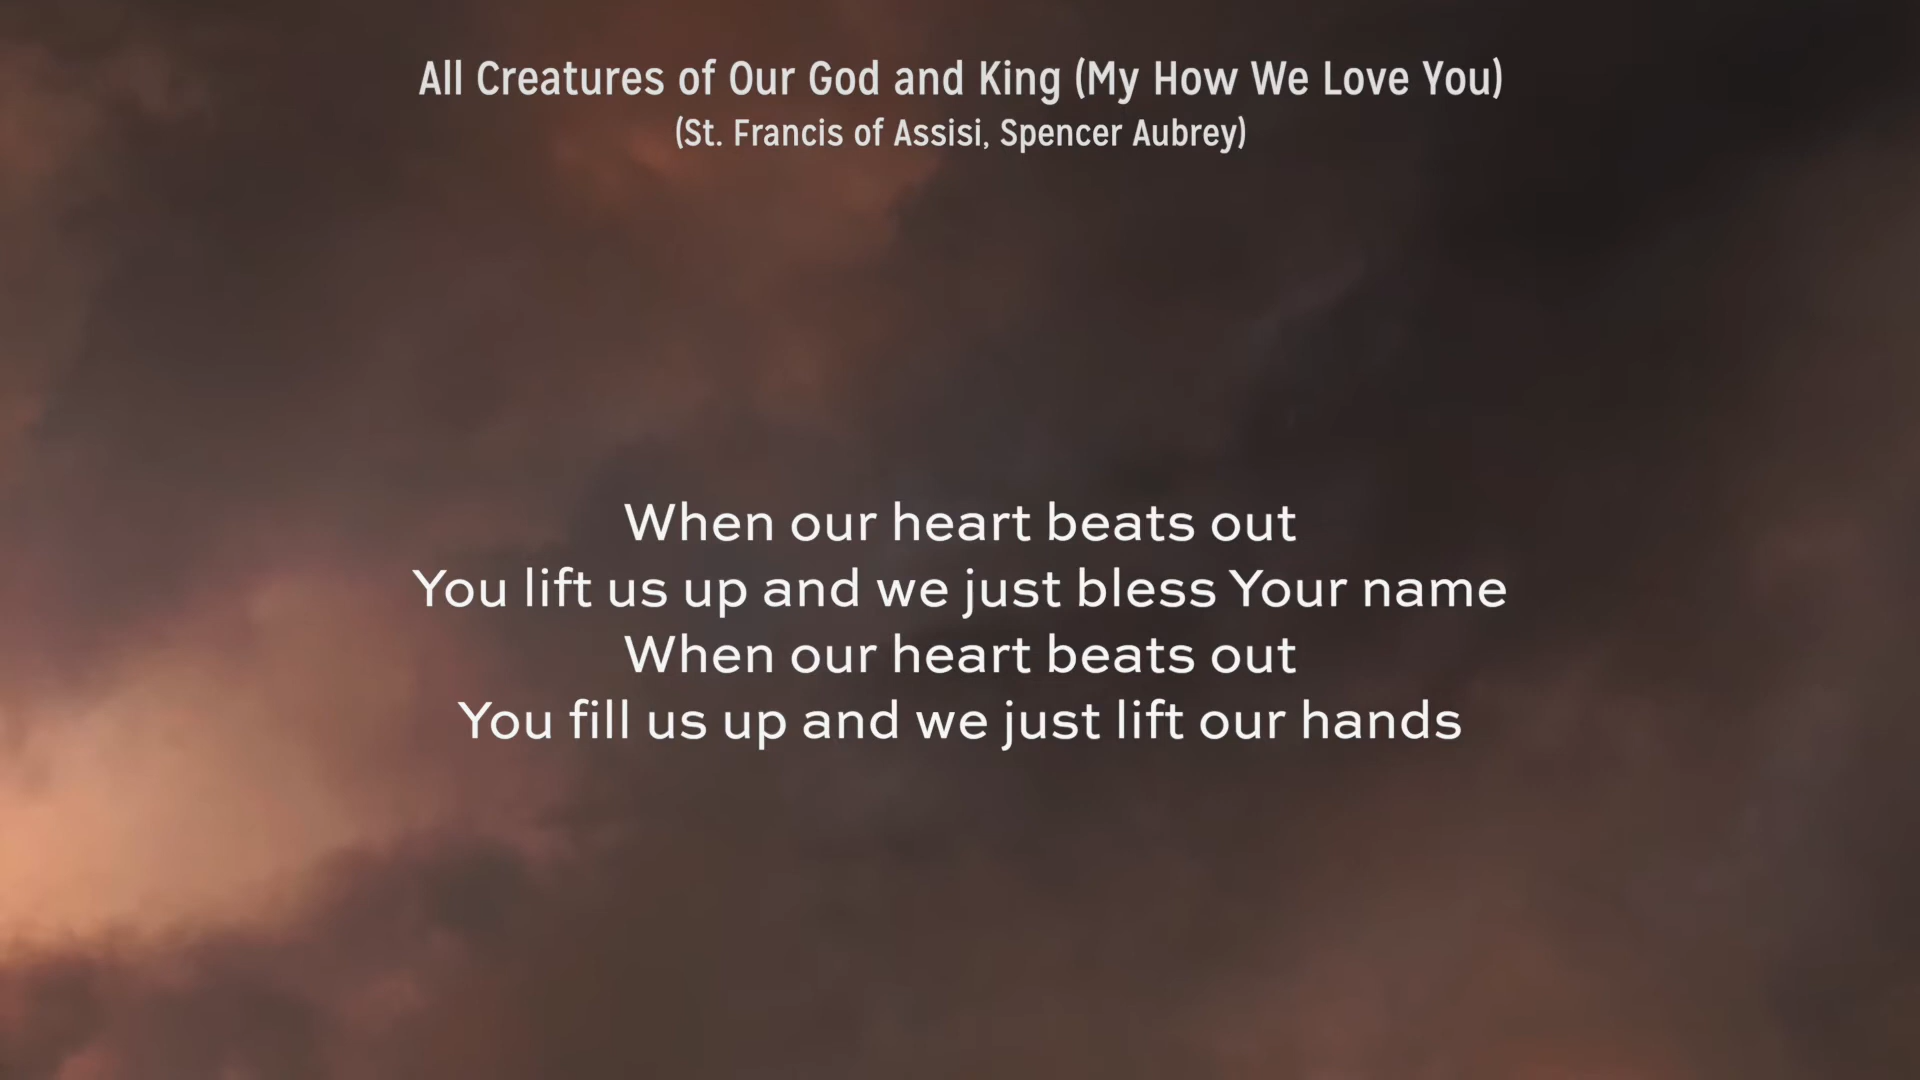 All Creatures of Our God and King (My How We Love You)
(St. Francis of Assisi, Spencer Aubrey)
When our heart beats out
You lift us up and we just bless Your name
When our heart beats out
You fill us up and we just lift our hands